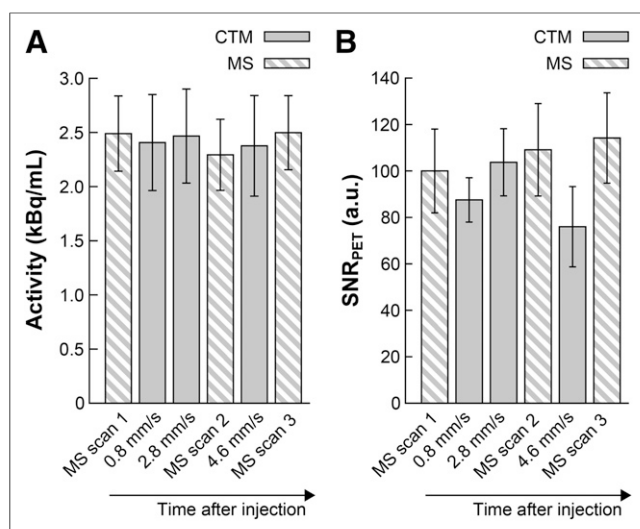 A
CTM
MS
Activity (kBq/mL)
3.0
2.5
2.0
2.5
1.0
0.5
0
MS scan 1
0.8 mm/s
2.8 mm/s
MS scan 2
4.6 mm/s
MS scan 3
Time after injection
B
CTM
MS
SNRPET (a.u.)
140
120
100
80
60
40
20
0
MS scan 1
0.8 mm/s
2.8 mm/s
MS scan 2
4.6 mm/s
MS scan 3
Time after injection